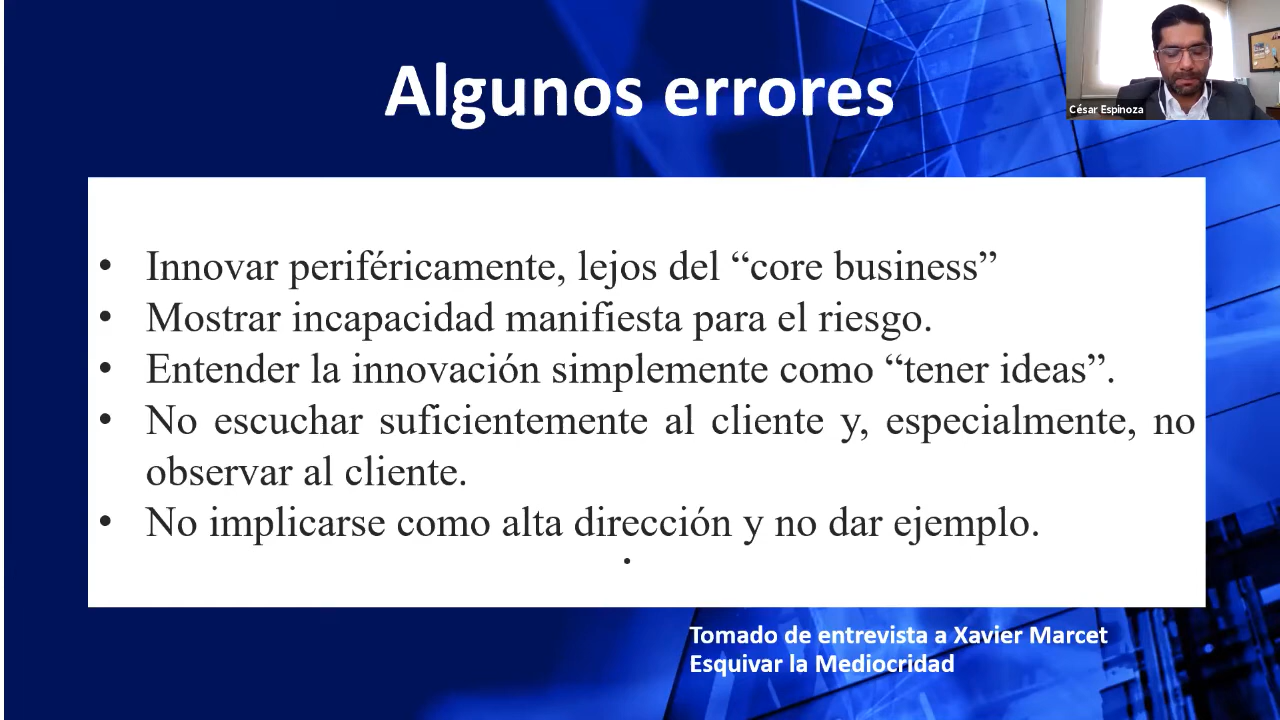 Algunos errores
César Espinoza
• Innovar periféricamente, lejos del “core business”
• Mostrar incapacidad manifiesta para el riesgo.
• Entender la innovación simplemente como “tener ideas”.
• No escuchar suficientemente al cliente y, especialmente, no
observar al cliente.
• No implicarse como alta dirección y no dar ejemplo.
•
Tomado de entrevista a Xavier Marcet
Esquivar la Mediocridad